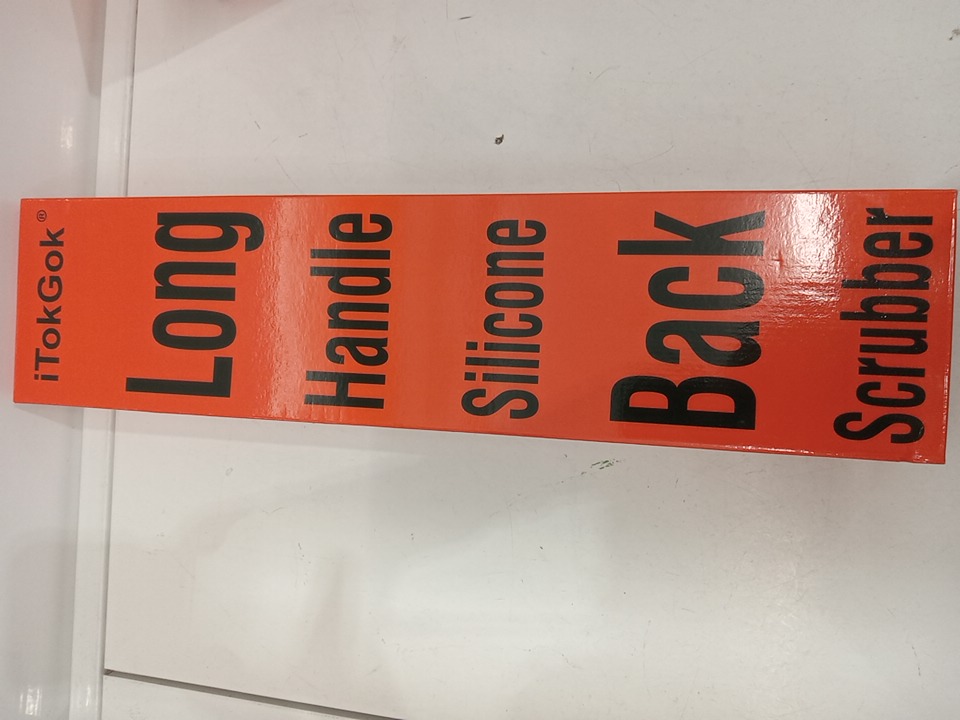 iTokGok®
Long
Handle
Silicone
Back
Scrubber